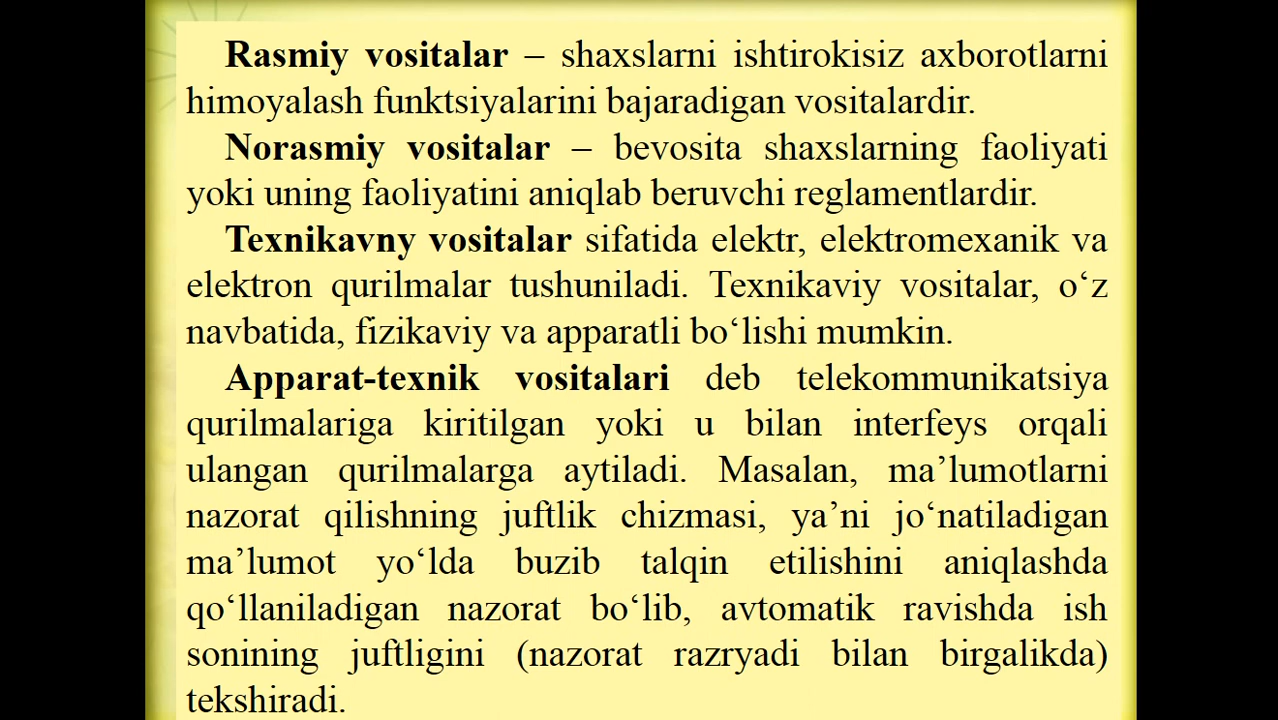 Rasmiy vositalar – shaxslarni ishtirokisiz axborotlarni
himoyalash funktsiyalarini bajaradigan vositalardir.
Norasmiy vositalar – bevosita shaxslarning faoliyati
yoki uning faoliyatini aniqlab beruvchi reglamentlardir.
Texnikavny vositalar sifatida elektr, elektromexanik va
elektron qurilmalar tushuniladi. Texnikaviy vositalar, o‘z
navbatida, fizikaviy va apparatli bo‘lishi mumkin.
Apparat-texnik vositalari deb telekommunikatsiya
qurilmalariga kiritilgan yoki u bilan interfeys orqali
ulangan qurilmalarga aytiladi. Masalan, ma’lumotlarni
nazorat qilishning juftlik chizmasi, ya’ni jo‘natiladigan
ma’lumot yo‘lda buzib talqin etilishini aniqlashda
qo‘llaniladigan nazorat bo‘lib, avtomatik ravishda ish
sonining juftligini (nazorat razryadi bilan birgalikda)
tekshiradi.